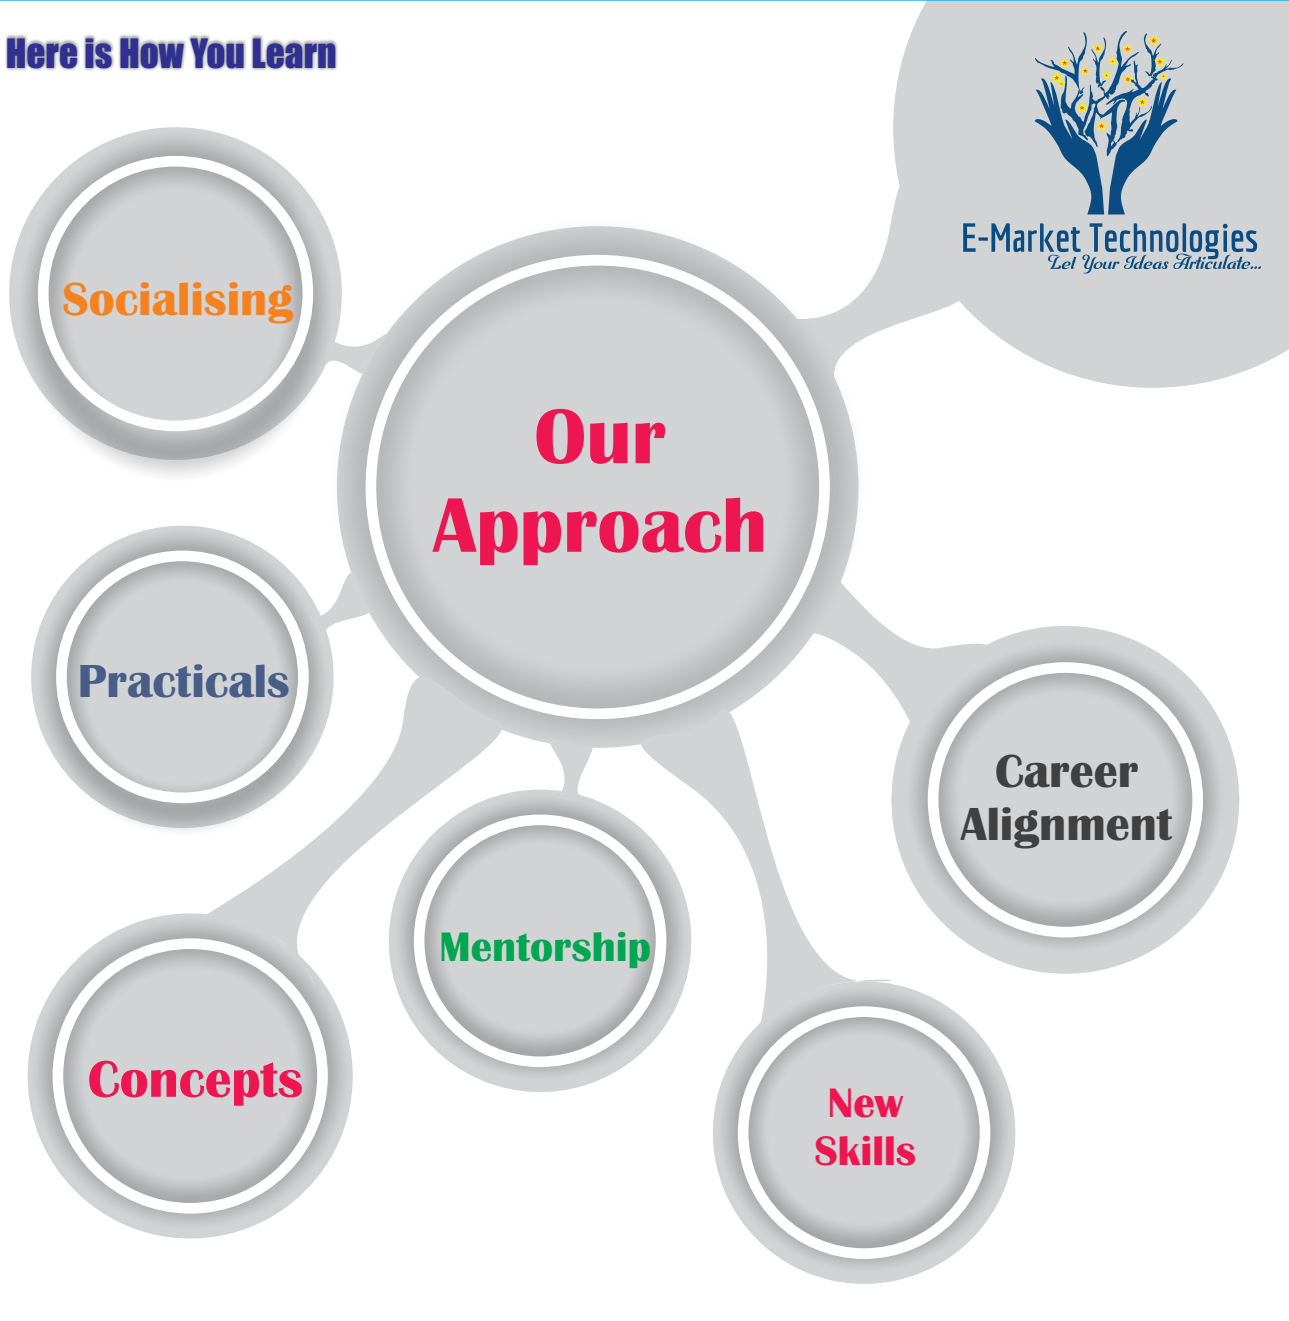 Here is How You Learn
E-Market Technologies
Let Your Ideas Articulate...
Socialising
Our
Approach
Practicals
Career
Alignment
Mentorship
Concepts
New
Skills